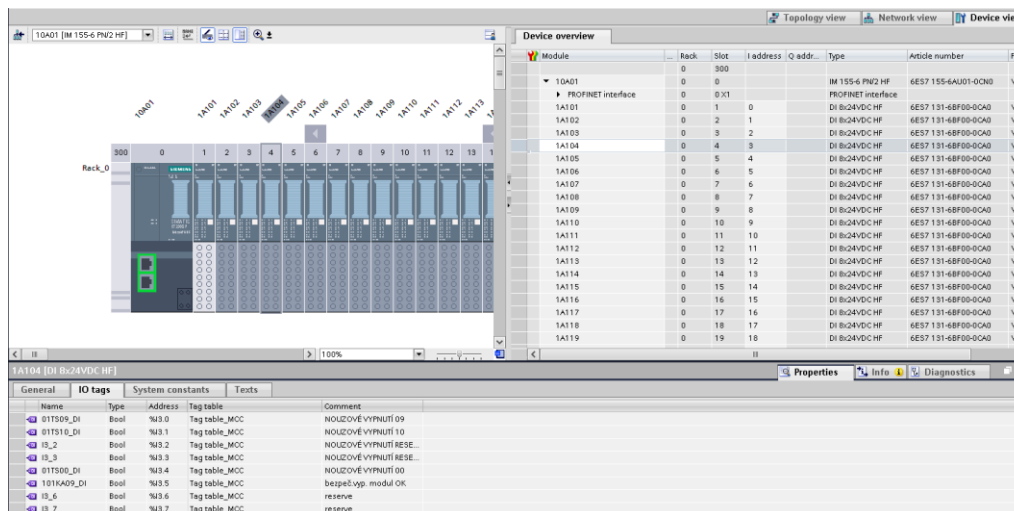 Topology view Network view Device vie
10A01 [IM 155-6 PN/2 HF]
Device overview
Module ... Rack Slot I address Q addr... Type Article number
0 300
10A01 0 0 IM 155-6 PN/2 HF 6ES7 155-6AU01-0CN0
PROFINET interface 0 0 X1 PROFINET interface
1A101 0 1 0 DI 8x24VDC HF 6ES7 131-6BF00-0CA0
1A102 0 2 1 DI 8x24VDC HF 6ES7 131-6BF00-0CA0
1A103 0 3 2 DI 8x24VDC HF 6ES7 131-6BF00-0CA0
1A104 0 4 3 DI 8x24VDC HF 6ES7 131-6BF00-0CA0
1A105 0 5 4 DI 8x24VDC HF 6ES7 131-6BF00-0CA0
1A106 0 6 5 DI 8x24VDC HF 6ES7 131-6BF00-0CA0
1A107 0 7 6 DI 8x24VDC HF 6ES7 131-6BF00-0CA0
1A108 0 8 7 DI 8x24VDC HF 6ES7 131-6BF00-0CA0
1A109 0 9 8 DI 8x24VDC HF 6ES7 131-6BF00-0CA0
1A110 0 10 9 DI 8x24VDC HF 6ES7 131-6BF00-0CA0
1A111 0 11 10 DI 8x24VDC HF 6ES7 131-6BF00-0CA0
1A112 0 12 11 DI 8x24VDC HF 6ES7 131-6BF00-0CA0
1A113 0 13 12 DI 8x24VDC HF 6ES7 131-6BF00-0CA0
1A114 0 14 13 DI 8x24VDC HF 6ES7 131-6BF00-0CA0
1A115 0 15 14 DI 8x24VDC HF 6ES7 131-6BF00-0CA0
1A116 0 16 15 DI 8x24VDC HF 6ES7 131-6BF00-0CA0
1A117 0 17 16 DI 8x24VDC HF 6ES7 131-6BF00-0CA0
1A118 0 18 17 DI 8x24VDC HF 6ES7 131-6BF00-0CA0
1A119 0 19 18 DI 8x24VDC HF 6ES7 131-6BF00-0CA0
10A01 1A101 1A102 1A103 1A104 1A105 1A106 1A107 1A108 1A109 1A110 1A111 1A112 1A113
300 0 1 2 3 4 5 6 7 8 9 10 11 12 13
Rack_0
SIEMENS
100%
1A104 [DI 8x24VDC HF]
Properties Info Diagnostics
General IO tags System constants Texts
Name Type Address Tag table Comment
01TS09_DI Bool %I3.0 Tag table_MCC NOUZOVÉ VYPNUTÍ 09
01TS10_DI Bool %I3.1 Tag table_MCC NOUZOVÉ VYPNUTÍ 10
I3_2 Bool %I3.2 Tag table_MCC NOUZOVÉ VYPNUTÍ RESE...
I3_3 Bool %I3.3 Tag table_MCC NOUZOVÉ VYPNUTÍ RESE...
01TS00_DI Bool %I3.4 Tag table_MCC NOUZOVÉ VYPNUTÍ 00
101KA09_DI Bool %I3.5 Tag table_MCC bezpeč.vyp. modul OK
I3_6 Bool %I3.6 Tag table_MCC reserve
I3_7 Bool %I3.7 Tag table_MCC reserve